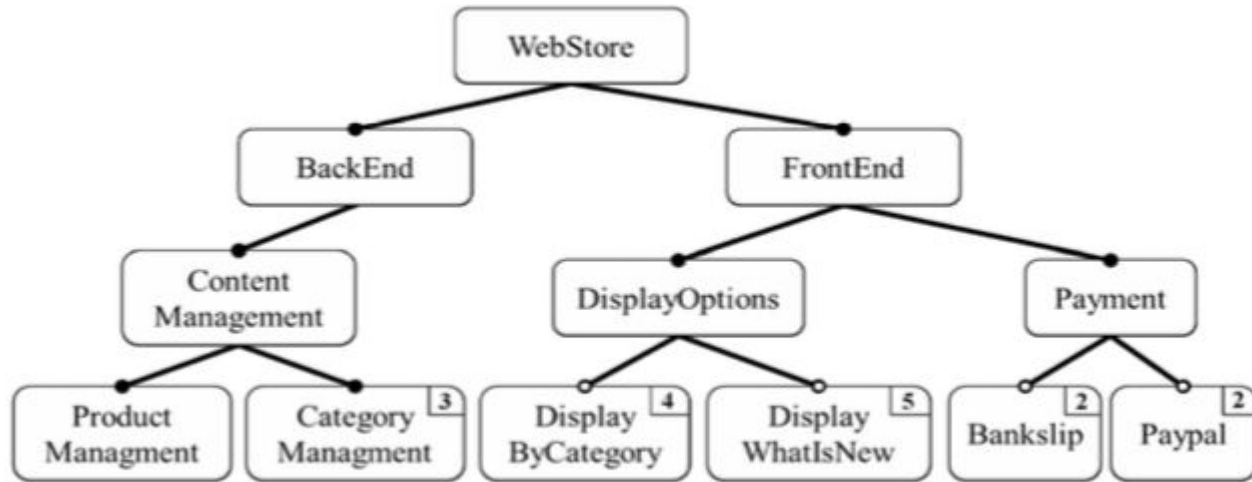 WebStore
BackEnd
FrontEnd
Content
Management
DisplayOptions
Payment
Product
Managment
Category
Managment
3
Display
ByCategory
4
Display
WhatIsNew
5
Bankslip
2
Paypal
2